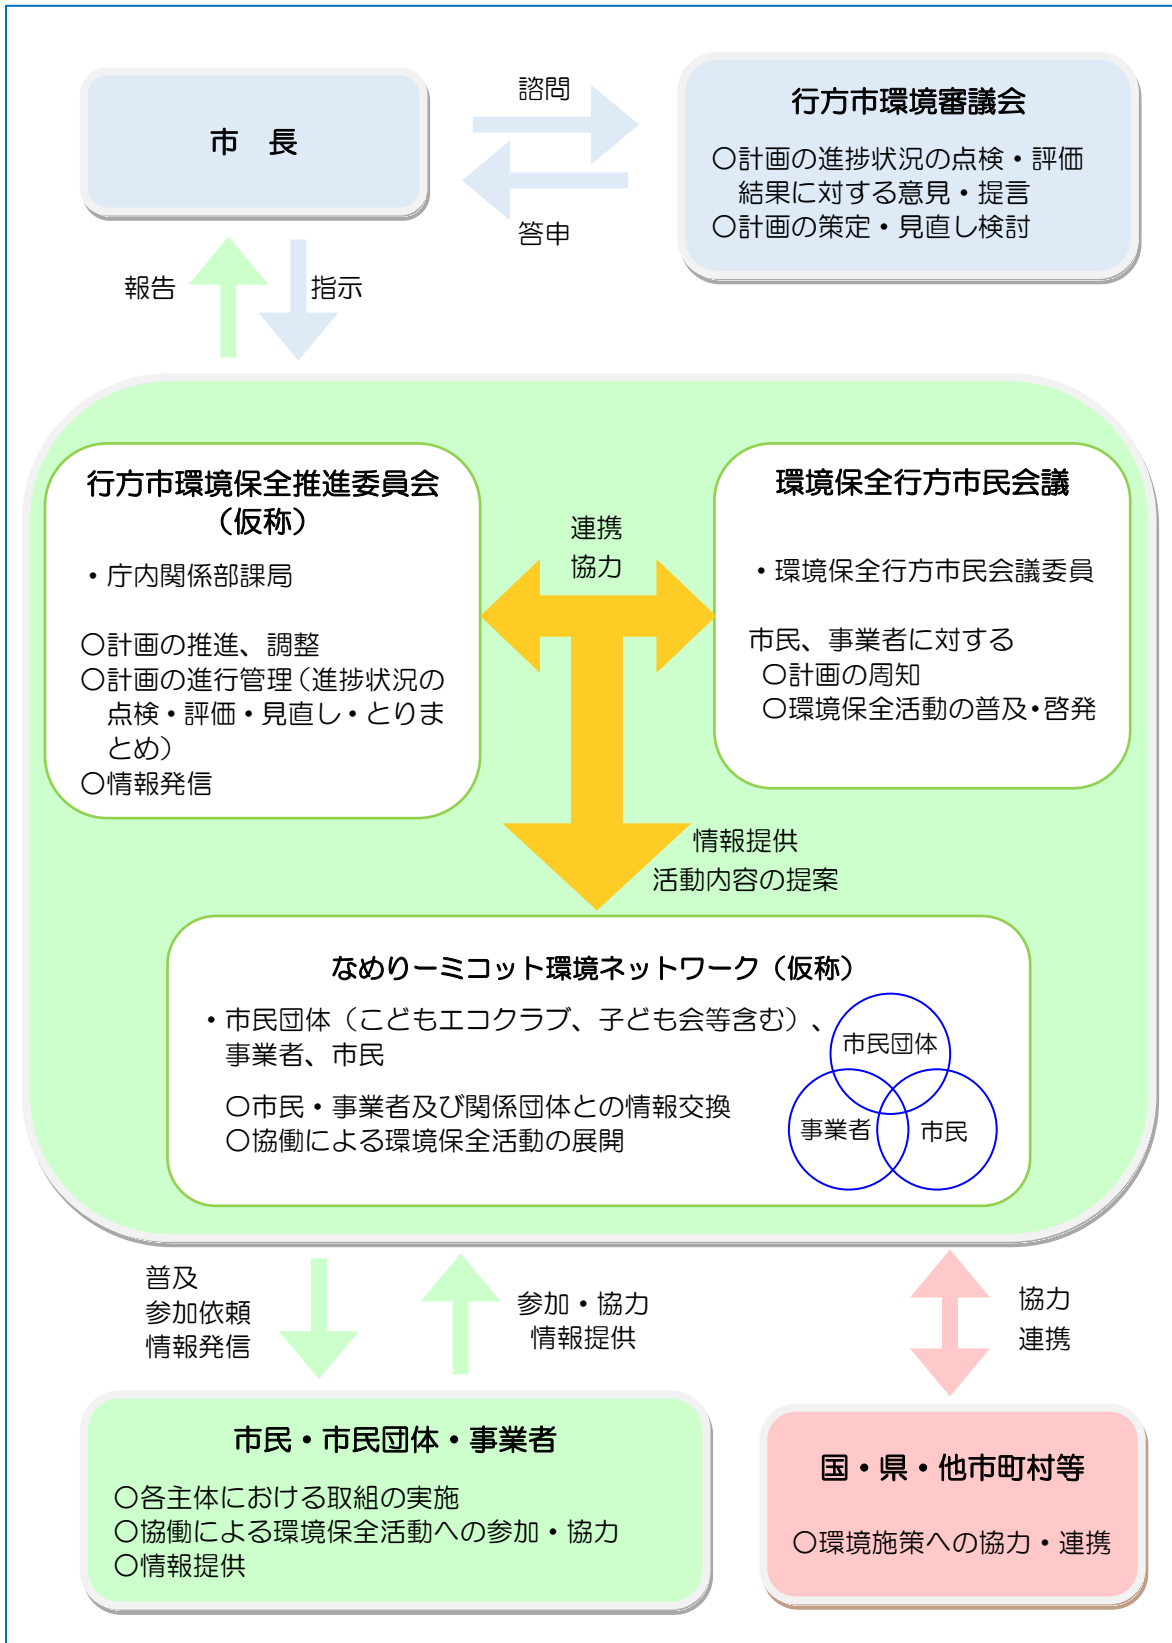 市　長
諮問
答申
行方市環境審議会
〇計画の進捗状況の点検・評価
結果に対する意見・提言
〇計画の策定・見直し検討
報告
指示
行方市環境保全推進委員会
（仮称）
・庁内関係部課局
〇計画の推進、調整
〇計画の進行管理（進捗状況の
点検・評価・見直し・とりま
とめ）
〇情報発信
連携
協力
環境保全行方市民会議
・環境保全行方市民会議委員
市民、事業者に対する
〇計画の周知
〇環境保全活動の普及・啓発
情報提供
活動内容の提案
なめりーミコット環境ネットワーク（仮称）
・市民団体（こどもエコクラブ、子ども会等含む）、
事業者、市民
〇市民・事業者及び関係団体との情報交換
〇協働による環境保全活動の展開
市民団体
事業者
市民
普及
参加依頼
情報発信
参加・協力
情報提供
協力
連携
市民・市民団体・事業者
〇各主体における取組の実施
〇協働による環境保全活動への参加・協力
〇情報提供
国・県・他市町村等
〇環境施策への協力・連携